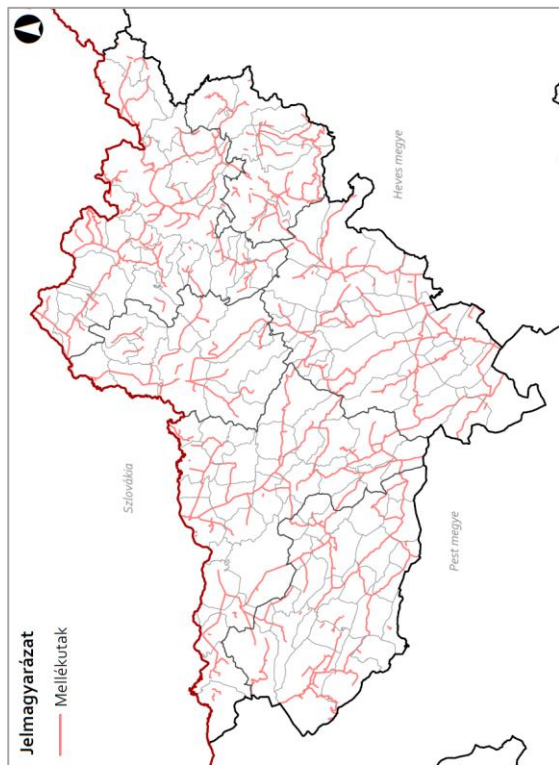 Jelmagyarázat
Mellékutak
Szlovákia
Pest megye
Heves megye